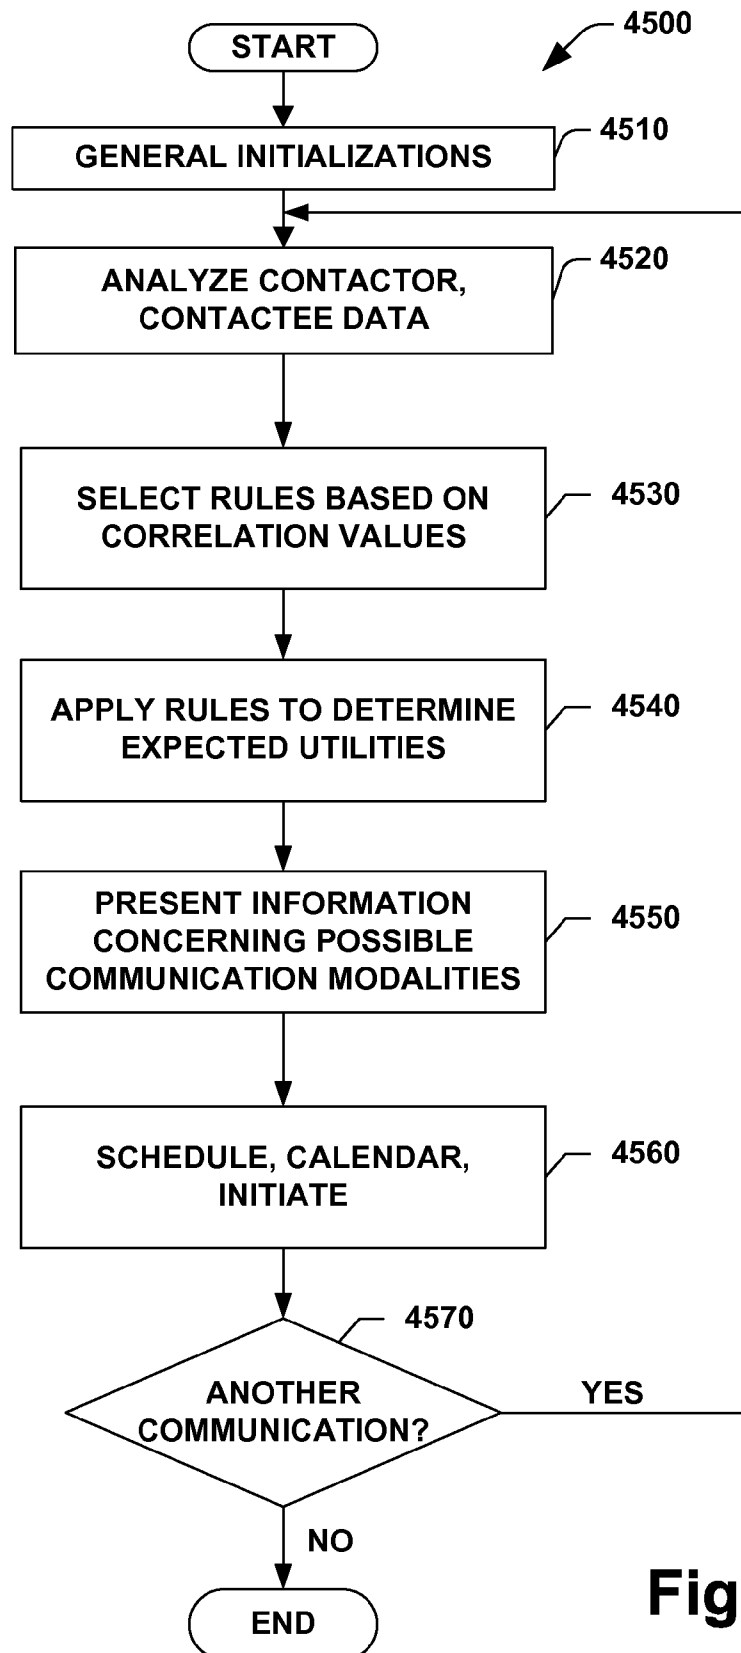 START
4500
GENERAL INITIALIZATIONS
4510
ANALYZE CONTACTOR,
CONTACTEE DATA
4520
SELECT RULES BASED ON
CORRELATION VALUES
4530
APPLY RULES TO DETERMINE
EXPECTED UTILITIES
4540
PRESENT INFORMATION
CONCERNING POSSIBLE
COMMUNICATION MODALITIES
4550
SCHEDULE, CALENDAR,
INITIATE
4560
4570
ANOTHER
COMMUNICATION?
YES
NO
END
Fig